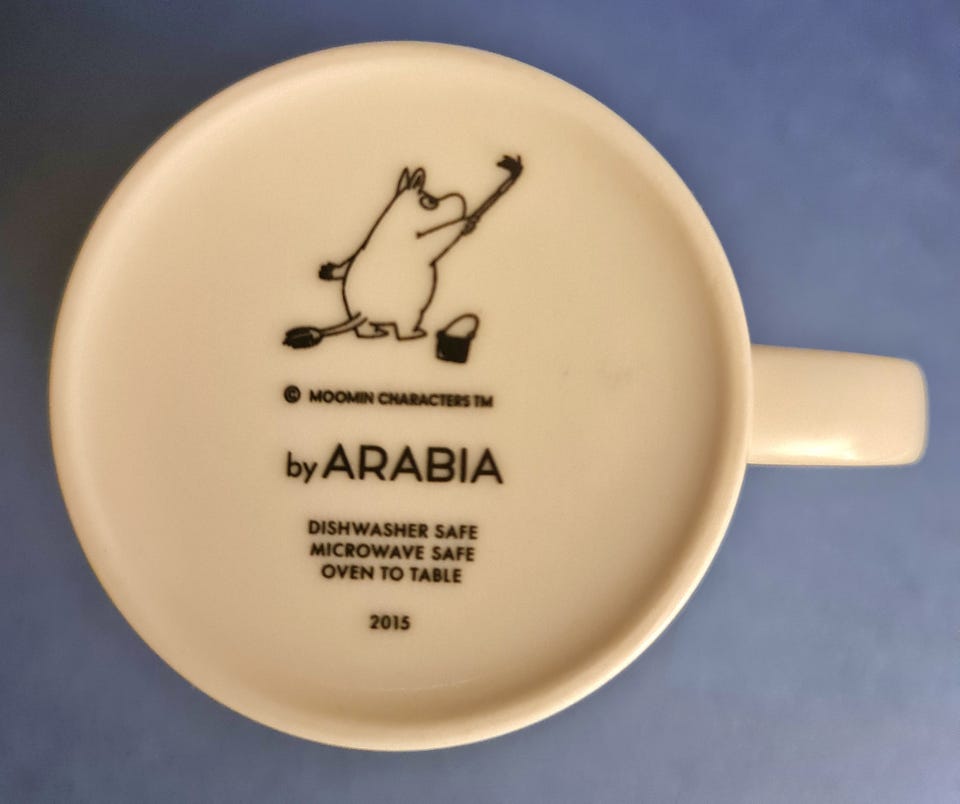 © MOOMIN CHARACTERS TM
by ARABIA
DISHWASHER SAFE
MICROWAVE SAFE
OVEN TO TABLE
2015